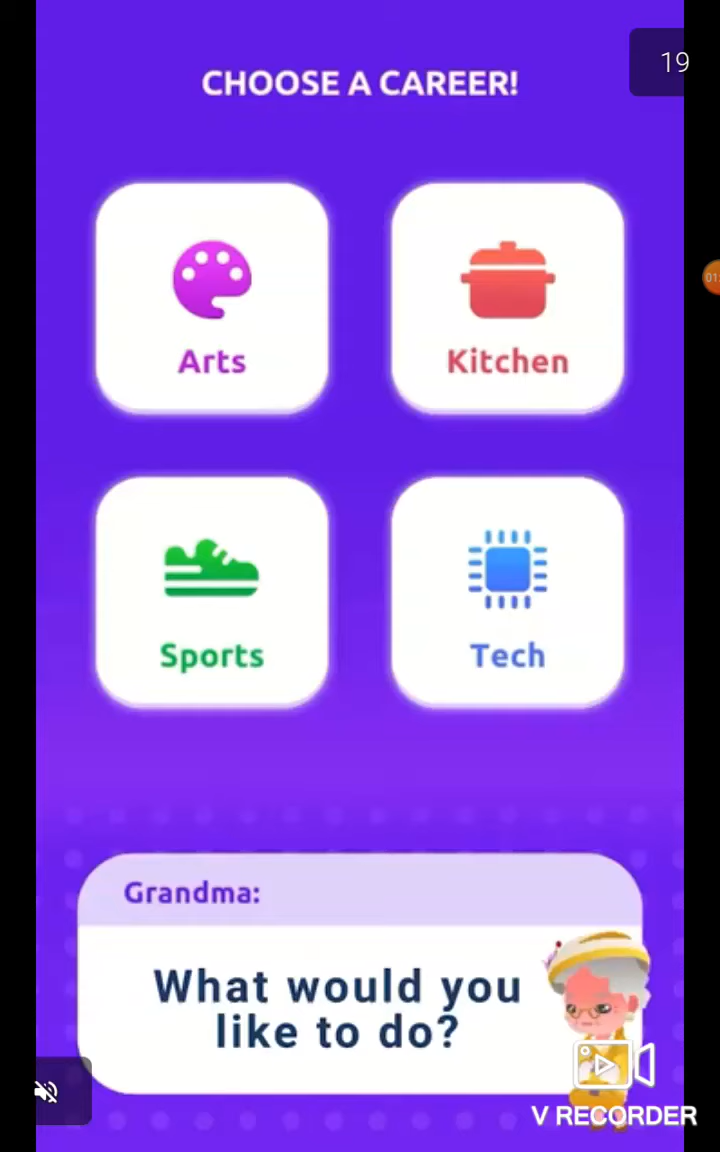 19
CHOOSE A CAREER!
Arts
Kitchen
Sports
Tech
Grandma:
What would you
like to do?
V RECORDER